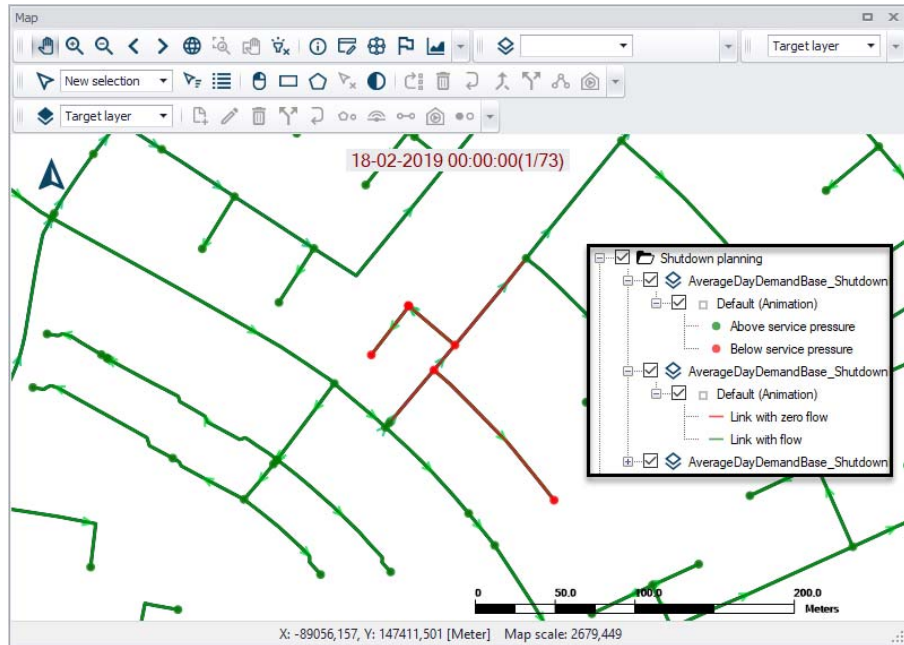 Map
Target layer
New selection
Target layer
18-02-2019 00:00:00(1/73)
Shutdown planning
AverageDayDemandBase_Shutdown
Default (Animation)
Above service pressure
Below service pressure
AverageDayDemandBase_Shutdown
Default (Animation)
Link with zero flow
Link with flow
AverageDayDemandBase_Shutdown
0 50.0 100.0 200.0
Meters
X: -89056,157, Y: 147411,501 [Meter] Map scale: 2679,449